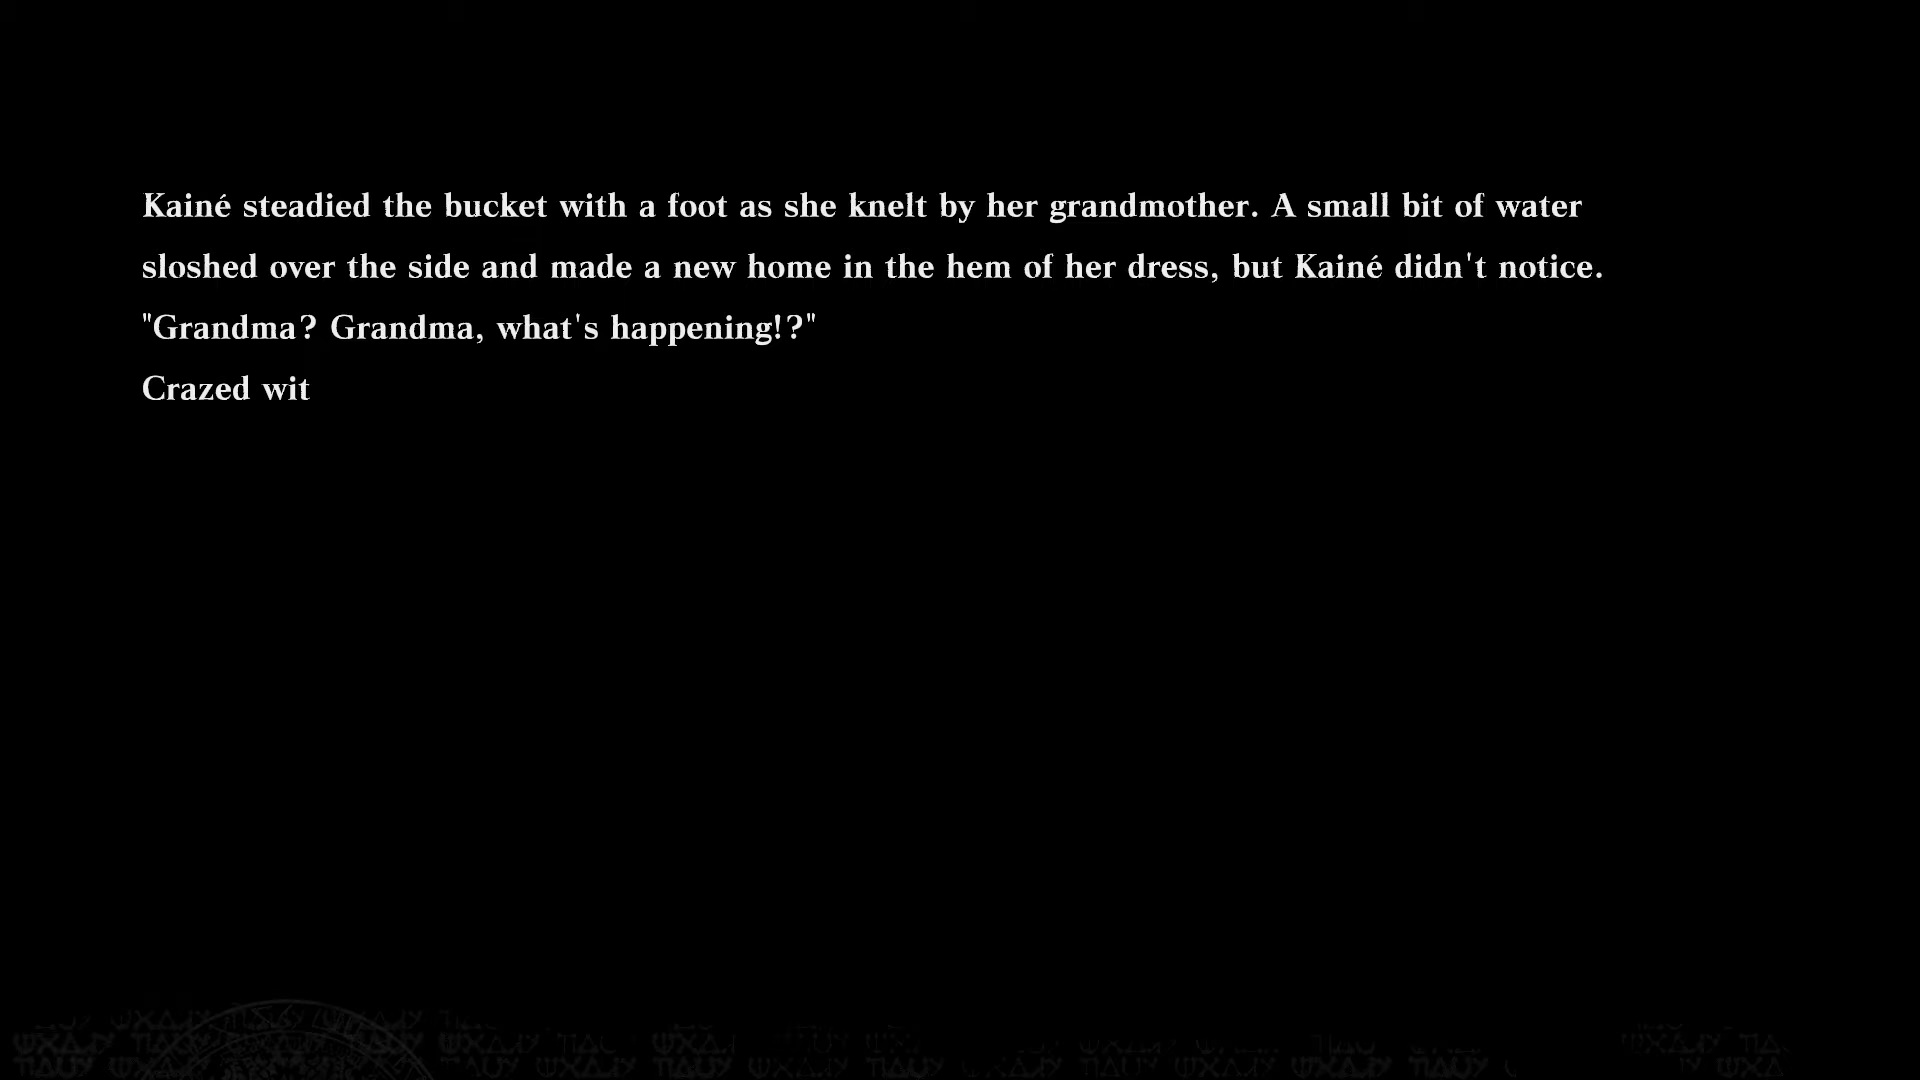 Kainé steadied the bucket with a foot as she knelt by her grandmother. A small bit of water
sloshed over the side and made a new home in the hem of her dress, but Kainé didn't notice.
"Grandma? Grandma, what's happening!?"
Crazed wit